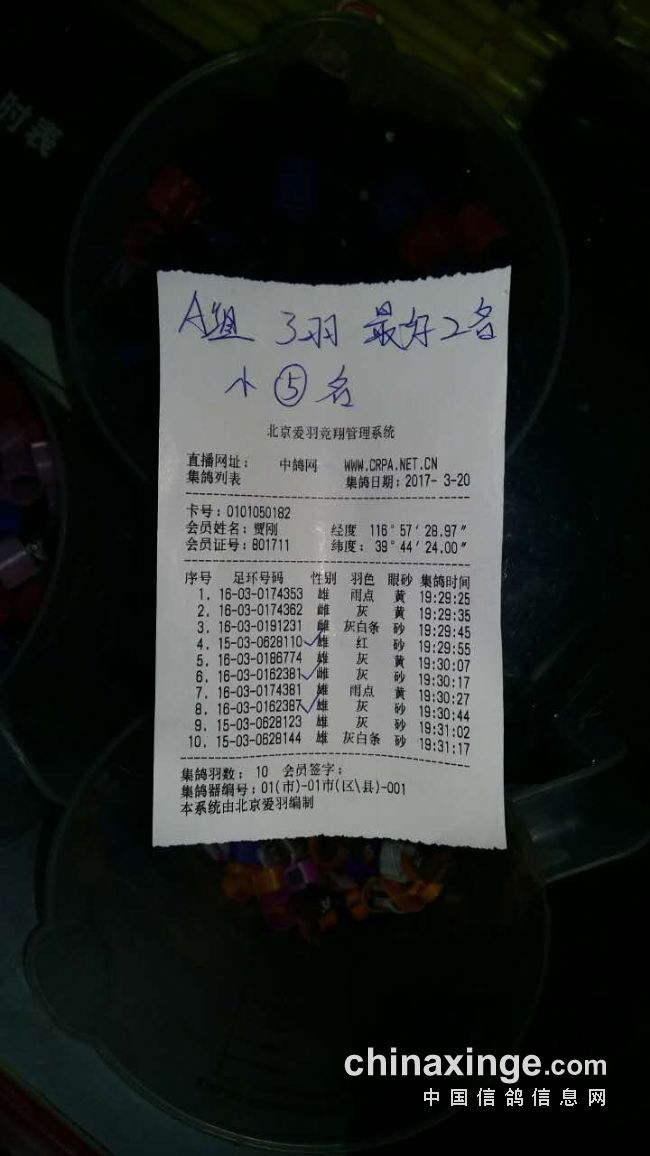 时表
A组 3羽 最好2名
小⑤名
北京爱羽竞翔管理系统
直播网址: 中鸽网 WWW.CRPA.NET.CN
集鸽列表 集鸽日期: 2017- 3-20
卡号: 0101050182
会员姓名: 贾刚 经度 116°57′28.97″
会员证号: 801711 纬度: 39°44′24.00″
序号 足环号码 性别 羽色 眼砂 集鸽时间
1. 16-03-0174353 雄 雨点 黄 19:29:25
2. 16-03-0174362 雌 灰 黄 19:29:35
3. 16-03-0191231 雌 灰白条 砂 19:29:45
4. 15-03-0628110 雄 红 砂 19:29:55
5. 16-03-0186774 雄 灰 黄 19:30:07
6. 16-03-0162381 雄 灰 砂 19:30:17
7. 16-03-0174381 雄 雨点 黄 19:30:27
8. 16-03-0162387 雄 灰 砂 19:30:44
9. 15-03-0628123 雄 灰 砂 19:31:02
10. 15-03-0628144 雄 灰白条 砂 19:31:17
集鸽羽数: 10 会员签字:
集鸽器编号: 01(市)-01市(区\县)-001
本系统由北京爱羽编制
chinaxinge.com
中国信鸽信息网